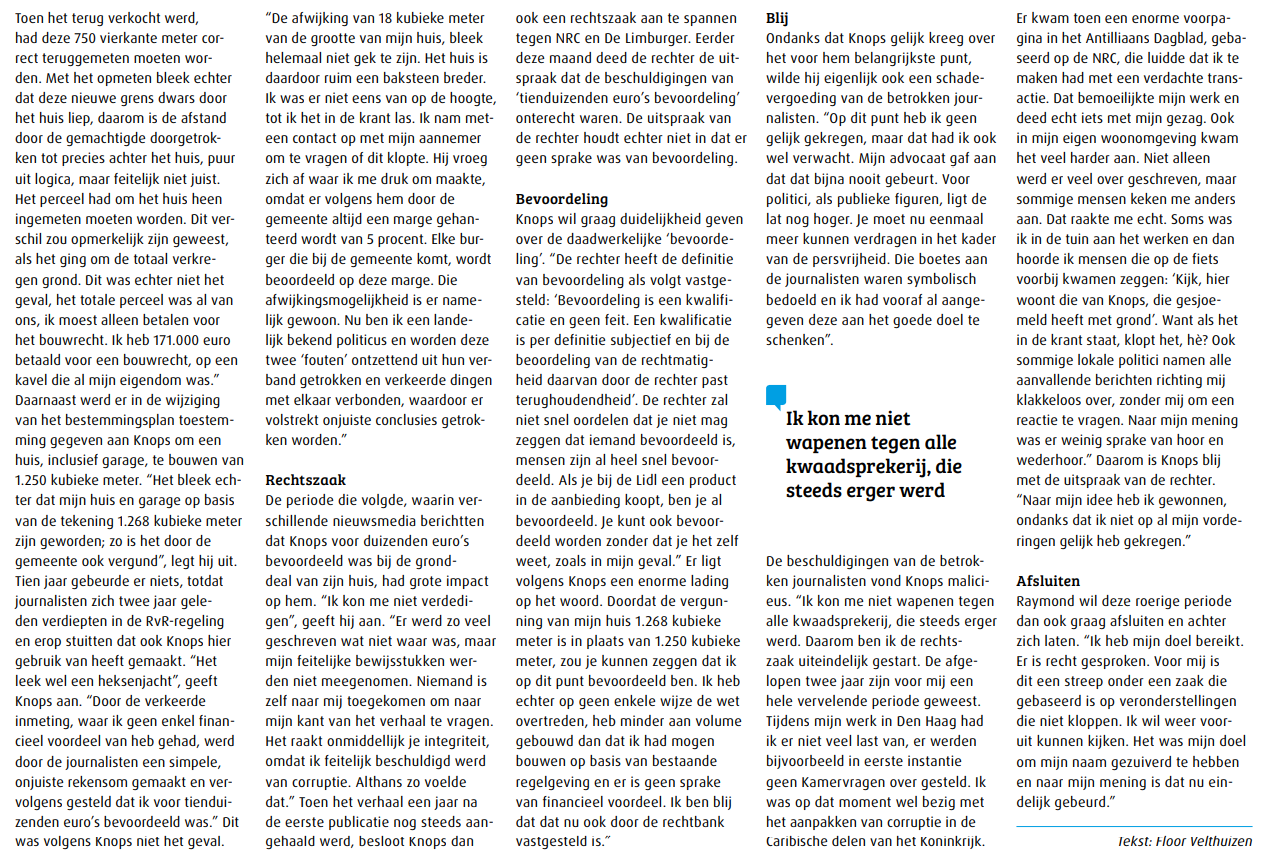 Toen het terug verkocht werd,
had deze 750 vierkante meter cor-
rect teruggemeten moeten wor-
den. Met het opmeten bleek echter
dat deze nieuwe grens dwars door
het huis liep, daarom is de afstand
door de gemachtigde doorgetrok-
ken tot precies achter het huis, puur
uit logica, maar feitelijk niet juist.
Het perceel had om het huis heen
ingemeten moeten worden. Dit ver-
schil zou opmerkelijk zijn geweest,
als het ging om de totaal verkre-
gen grond. Dit was echter niet het
geval, het totale perceel was al van
ons, ik moest alleen betalen voor
het bouwrecht. Ik heb 171.000 euro
betaald voor een bouwrecht, op een
kavel die al mijn eigendom was.”
Daarnaast werd er in de wijziging
van het bestemmingsplan toestem-
ming gegeven aan Knops om een
huis, inclusief garage, te bouwen van
1.250 kubieke meter. “Het bleek ech-
ter dat mijn huis en garage op basis
van de tekening 1.268 kubieke meter
zijn geworden; zo is het door de
gemeente ook vergund”, legt hij uit.
Tien jaar gebeurde er niets, totdat
journalisten zich twee jaar gele-
den verdiepten in de RvR-regeling
en erop stuitten dat ook Knops hier
gebruik van heeft gemaakt. “Het
leek wel een heksenjacht”, geeft
Knops aan. “Door de verkeerde
inmeting, waar ik geen enkel finan-
cieel voordeel van heb gehad, werd
door de journalisten een simpele,
onjuiste rekensom gemaakt en ver-
volgens gesteld dat ik voor tiendui-
zenden euro’s bevoordeeld was.” Dit
was volgens Knops niet het geval.
“De afwijking van 18 kubieke meter
van de grootte van mijn huis, bleek
helemaal niet gek te zijn. Het huis is
daardoor ruim een baksteen breder.
Ik was er niet eens van op de hoogte,
tot ik het in de krant las. Ik nam met-
een contact op met mijn aannemer
om te vragen of dit klopte. Hij vroeg
zich af waar ik me druk om maakte,
omdat er volgens hem door de
gemeente altijd een marge gehan-
teerd wordt van 5 procent. Elke bur-
ger die bij de gemeente komt, wordt
beoordeeld op deze marge. Die
afwijkingsmogelijkheid is er name-
lijk gewoon. Nu ben ik een lande-
lijk bekend politicus en worden deze
twee ‘fouten’ ontzettend uit hun ver-
band getrokken en verkeerde dingen
met elkaar verbonden, waardoor er
volstrekt onjuiste conclusies getrok-
ken worden.”
Rechtszaak
De periode die volgde, waarin ver-
schillende nieuwsmedia berichtten
dat Knops voor duizenden euro’s
bevoordeeld was bij de grond-
deal van zijn huis, had grote impact
op hem. “Ik kon me niet verdedi-
gen”, geeft hij aan. “Er werd zo veel
geschreven wat niet waar was, maar
mijn feitelijke bewijsstukken wer-
den niet meegenomen. Niemand is
zelf naar mij toegekomen om naar
mijn kant van het verhaal te vragen.
Het raakt onmiddellijk je integriteit,
omdat ik feitelijk beschuldigd werd
van corruptie. Althans zo voelde
dat.” Toen het verhaal een jaar na
de eerste publicatie nog steeds aan-
gehaald werd, besloot Knops dan
ook een rechtszaak aan te spannen
tegen NRC en De Limburger. Eerder
deze maand deed de rechter de uit-
spraak dat de beschuldigingen van
‘tienduizenden euro’s bevoordeling’
onterecht waren. De uitspraak van
de rechter houdt echter niet in dat er
geen sprake was van bevoordeling.
Bevoordeling
Knops wil graag duidelijkheid geven
over de daadwerkelijke ‘bevoorde-
ling’. “De rechter heeft de definitie
van bevoordeling als volgt vastge-
steld: ‘Bevoordeling is een kwalifi-
catie en geen feit. Een kwalificatie
is per definitie subjectief en bij de
beoordeling van de rechtmatig-
heid daarvan door de rechter past
terughoudendheid’. De rechter zal
niet snel oordelen dat je niet mag
zeggen dat iemand bevoordeeld is,
mensen zijn al heel snel bevoor-
deeld. Als je bij de Lidl een product
in de aanbieding koopt, ben je al
bevoordeeld. Je kunt ook bevoor-
deeld worden zonder dat je het zelf
weet, zoals in mijn geval.” Er ligt
volgens Knops een enorme lading
op het woord. Doordat de vergun-
ning van mijn huis 1.268 kubieke
meter is in plaats van 1.250 kubieke
meter, zou je kunnen zeggen dat ik
op dit punt bevoordeeld ben. Ik heb
echter op geen enkele wijze de wet
overtreden, heb minder aan volume
gebouwd dan dat ik had mogen
bouwen op basis van bestaande
regelgeving en er is geen sprake
van financieel voordeel. Ik ben blij
dat dat nu ook door de rechtbank
vastgesteld is.”
Blij
Ondanks dat Knops gelijk kreeg over
het voor hem belangrijkste punt,
wilde hij eigenlijk ook een schade-
vergoeding van de betrokken jour-
nalisten. “Op dit punt heb ik geen
gelijk gekregen, maar dat had ik ook
wel verwacht. Mijn advocaat gaf aan
dat dat bijna nooit gebeurt. Voor
politici, als publieke figuren, ligt de
lat nog hoger. Je moet nu eenmaal
meer kunnen verdragen in het kader
van de persvrijheid. Die boetes aan
de journalisten waren symbolisch
bedoeld en ik had vooraf al aange-
geven deze aan het goede doel te
schenken”.
Ik kon me niet
wapenen tegen alle
kwaadsprekerij, die
steeds erger werd
De beschuldigingen van de betrok-
ken journalisten vond Knops malici-
eus. “Ik kon me niet wapenen tegen
alle kwaadsprekerij, die steeds erger
werd. Daarom ben ik de rechts-
zaak uiteindelijk gestart. De afge-
lopen twee jaar zijn voor mij een
hele vervelende periode geweest.
Tijdens mijn werk in Den Haag had
ik er niet veel last van, er werden
bijvoorbeeld in eerste instantie
geen Kamervragen over gesteld. Ik
was op dat moment wel bezig met
het aanpakken van corruptie in de
Caribische delen van het Koninkrijk.
Er kwam toen een enorme voorpa-
gina in het Antilliaans Dagblad, geba-
seerd op de NRC, die luidde dat ik te
maken had met een verdachte trans-
actie. Dat bemoeilijkte mijn werk en
deed echt iets met mijn gezag. Ook
in mijn eigen woonomgeving kwam
het veel harder aan. Niet alleen
werd er veel over geschreven, maar
sommige mensen keken me anders
aan. Dat raakte me echt. Soms was
ik in de tuin aan het werken en dan
hoorde ik mensen die op de fiets
voorbij kwamen zeggen: ‘Kijk, hier
woont die van Knops, die gesjoe-
meld heeft met grond’. Want als het
in de krant staat, klopt het, hè? Ook
sommige lokale politici namen alle
aanvallende berichten richting mij
klakkeloos over, zonder mij om een
reactie te vragen. Naar mijn mening
was er weinig sprake van hoor en
wederhoor.” Daarom is Knops blij
met de uitspraak van de rechter.
“Naar mijn idee heb ik gewonnen,
ondanks dat ik niet op al mijn vorde-
ringen gelijk heb gekregen.”
Afsluiten
Raymond wil deze roerige periode
dan ook graag afsluiten en achter
zich laten. “Ik heb mijn doel bereikt.
Er is recht gesproken. Voor mij is
dit een streep onder een zaak die
gebaseerd is op veronderstellingen
die niet kloppen. Ik wil weer voor-
uit kunnen kijken. Het was mijn doel
om mijn naam gezuiverd te hebben
en naar mijn mening is dat nu ein-
delijk gebeurd.”
Tekst: Floor Velthuizen